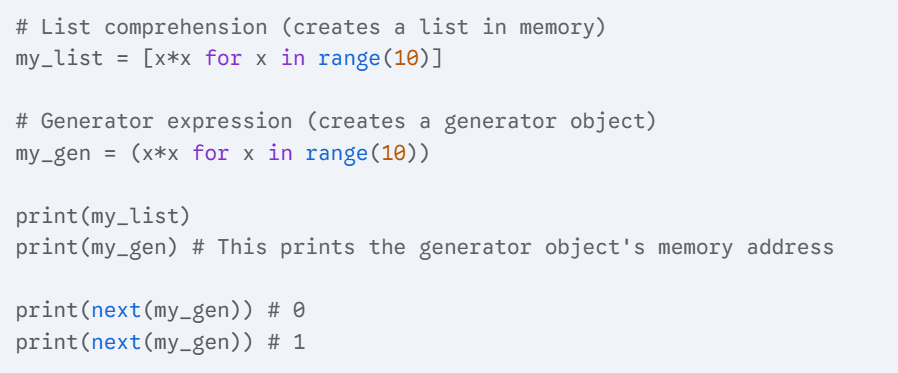 # List comprehension (creates a list in memory)
my_list = [x*x for x in range(10)]
# Generator expression (creates a generator object)
my_gen = (x*x for x in range(10))
print(my_list)
print(my_gen) # This prints the generator object's memory address
print(next(my_gen)) # 0
print(next(my_gen)) # 1